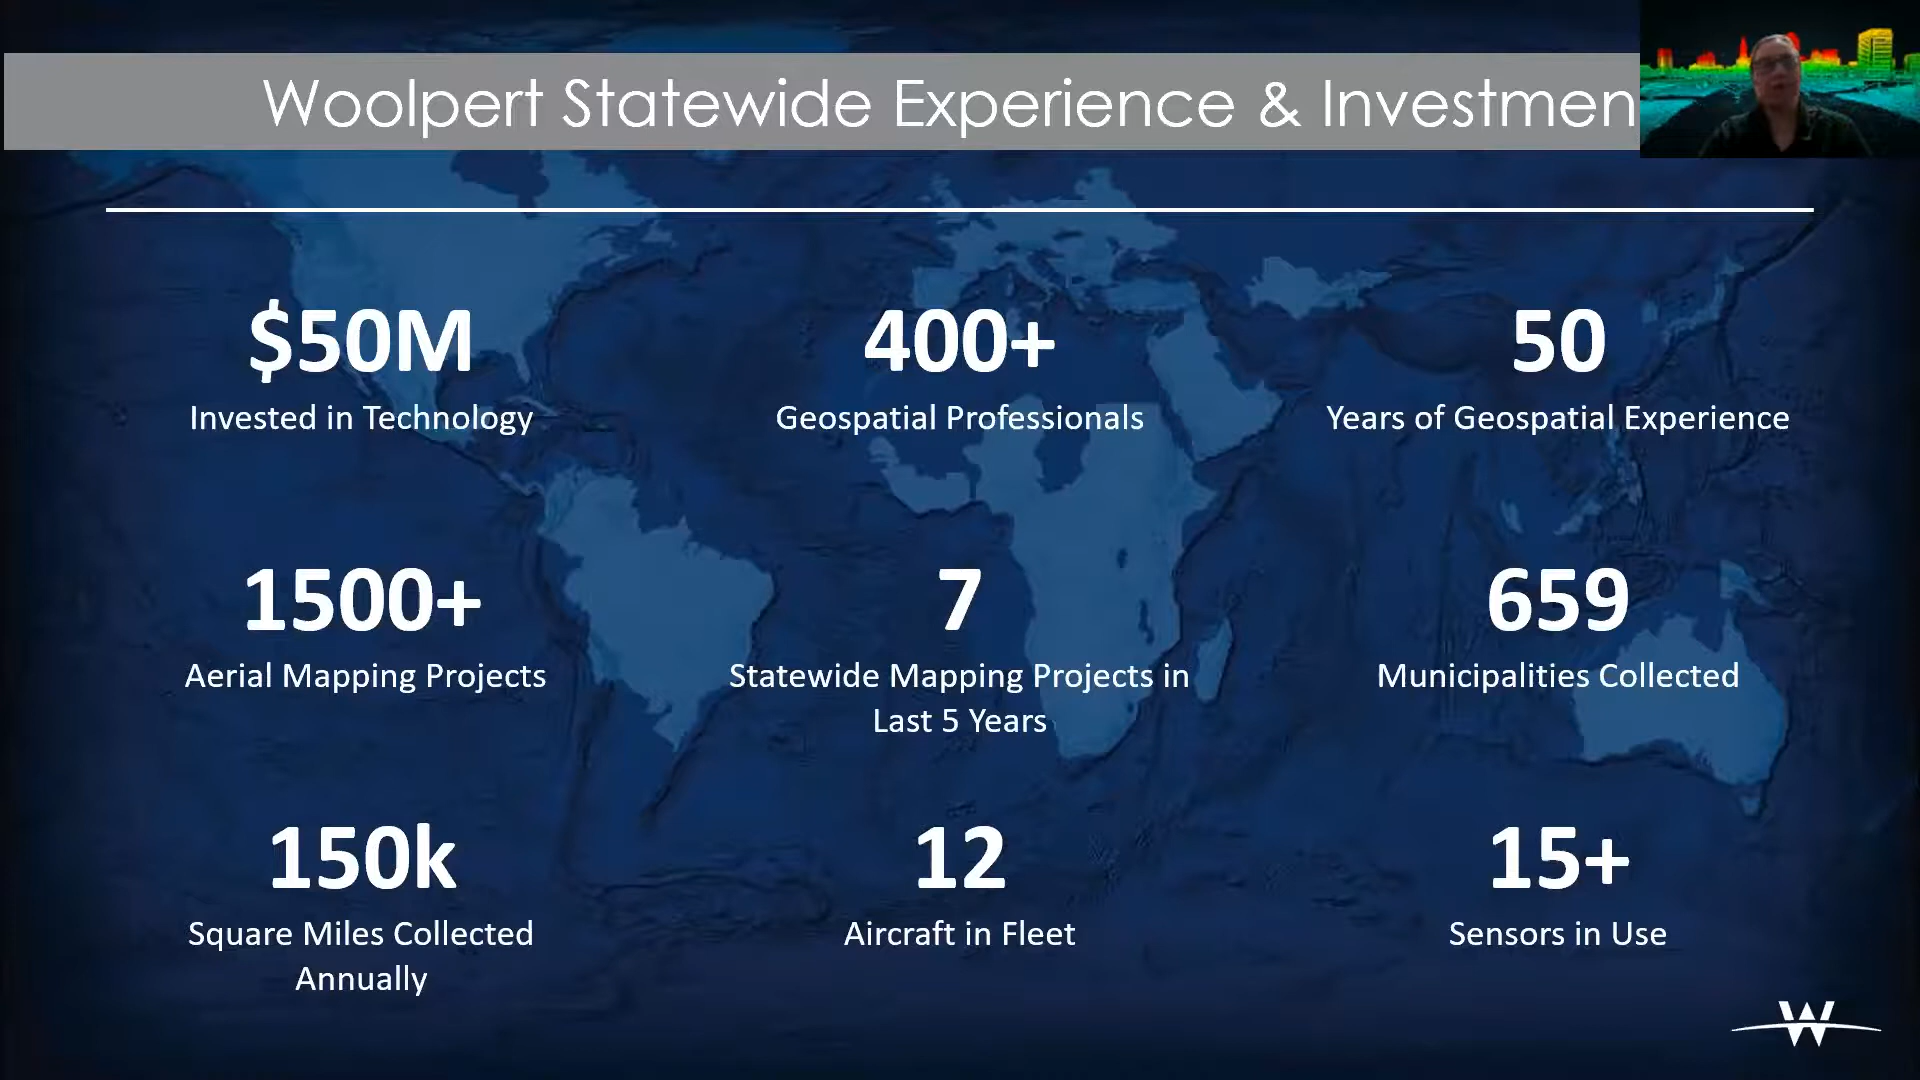 Woolpert Statewide Experience & Investmen
$50M
Invested in Technology
400+
Geospatial Professionals
50
Years of Geospatial Experience
1500+
Aerial Mapping Projects
7
Statewide Mapping Projects in
Last 5 Years
659
Municipalities Collected
150k
Square Miles Collected
Annually
12
Aircraft in Fleet
15+
Sensors in Use
W